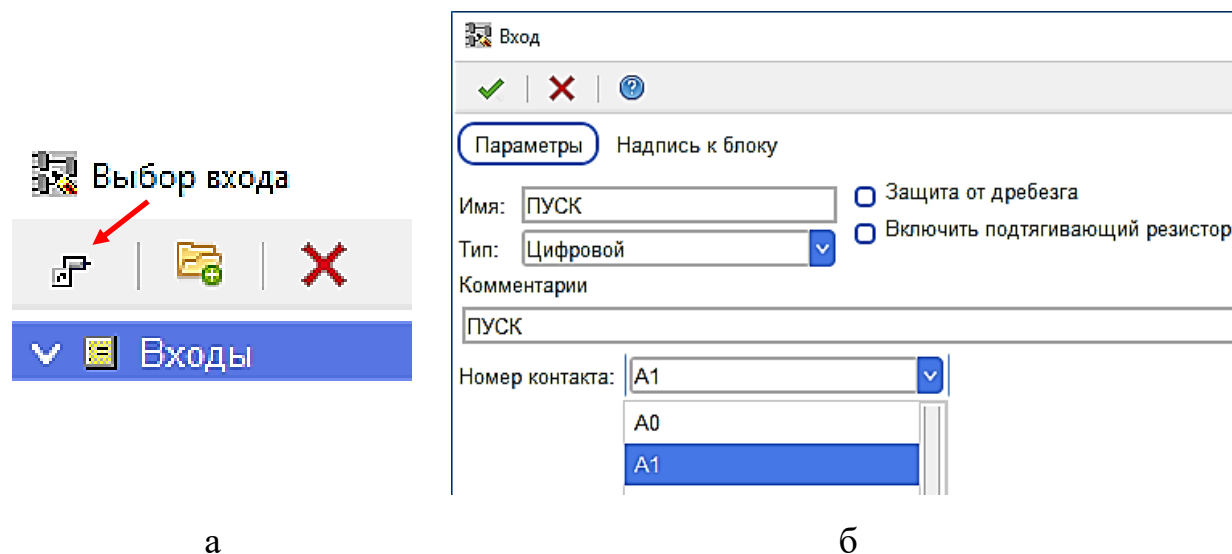 Выбор входа
Входы
а
Вход
Параметры Надпись к блоку
Имя: ПУСК
Защита от дребезга
Тип: Цифровой
Включить подтягивающий резистор
Комментарии
ПУСК
Номер контакта: A1
A0
A1
б